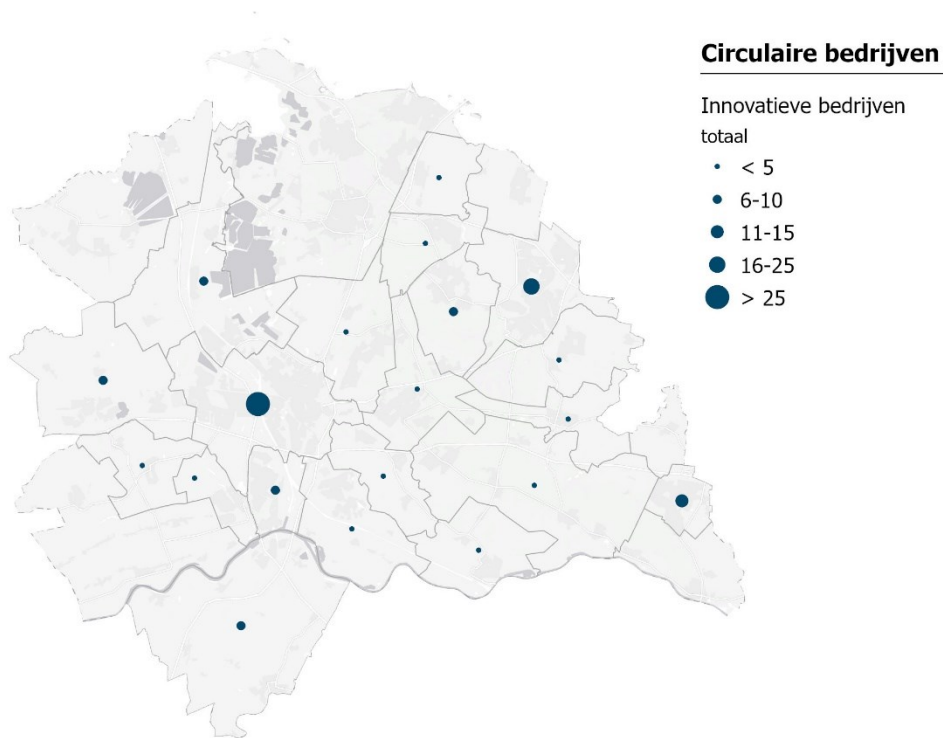 Circulaire bedrijven
Innovatieve bedrijven
totaal
< 5
6-10
11-15
16-25
> 25